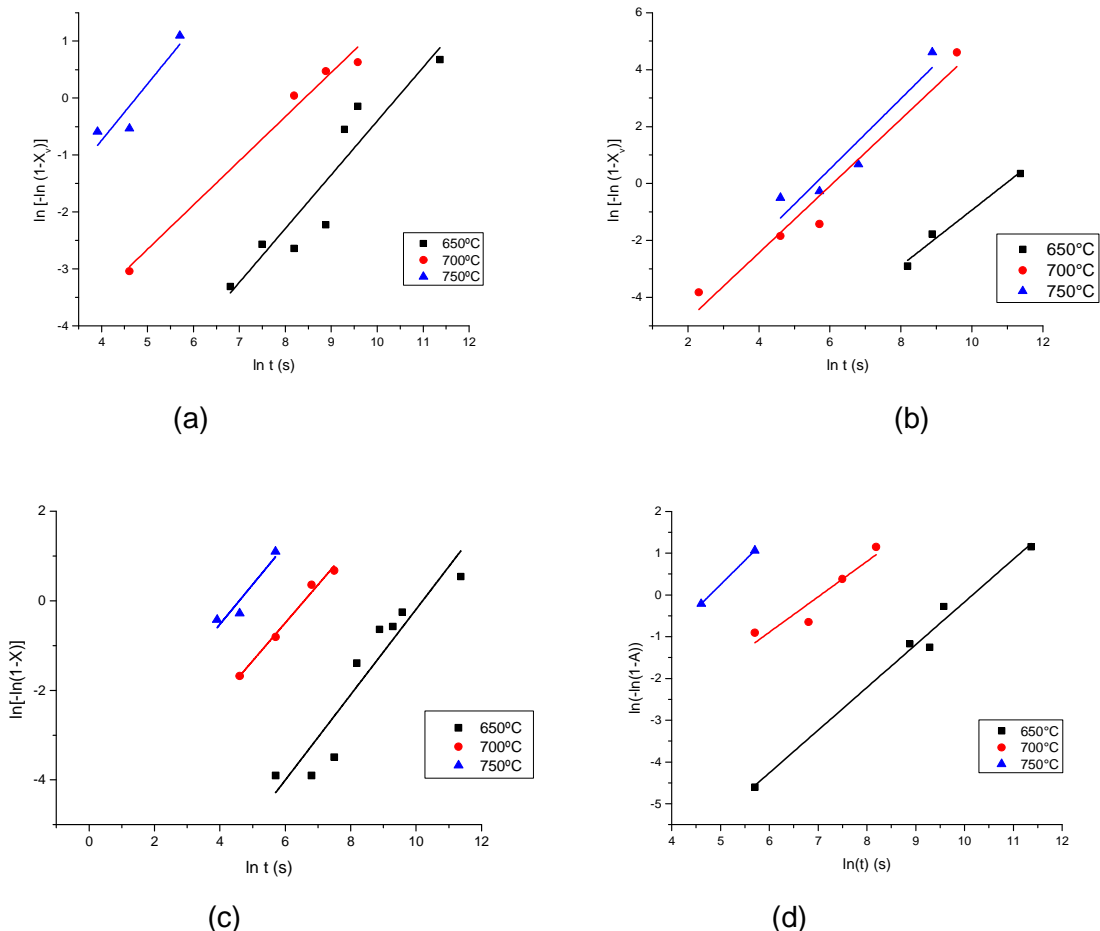 1
0
-1
-2
-3
-4
4 5 6 7 8 9 10 11 12
ln [-ln (1-Xv)]
ln t (s)
650ºC
700ºC
750ºC
(a)
6
4
2
0
-2
-4
2 4 6 8 10 12
ln [-ln (1-Xv)]
ln t (s)
650°C
700°C
750°C
(b)
2
0
-2
-4
0 2 4 6 8 10 12
ln[-ln(1-X)]
ln t (s)
650ºC
700ºC
750ºC
(c)
2
1
0
-1
-2
-3
-4
-5
4 5 6 7 8 9 10 11 12
ln(-ln(1-A))
ln(t) (s)
650°C
700°C
750°C
(d)